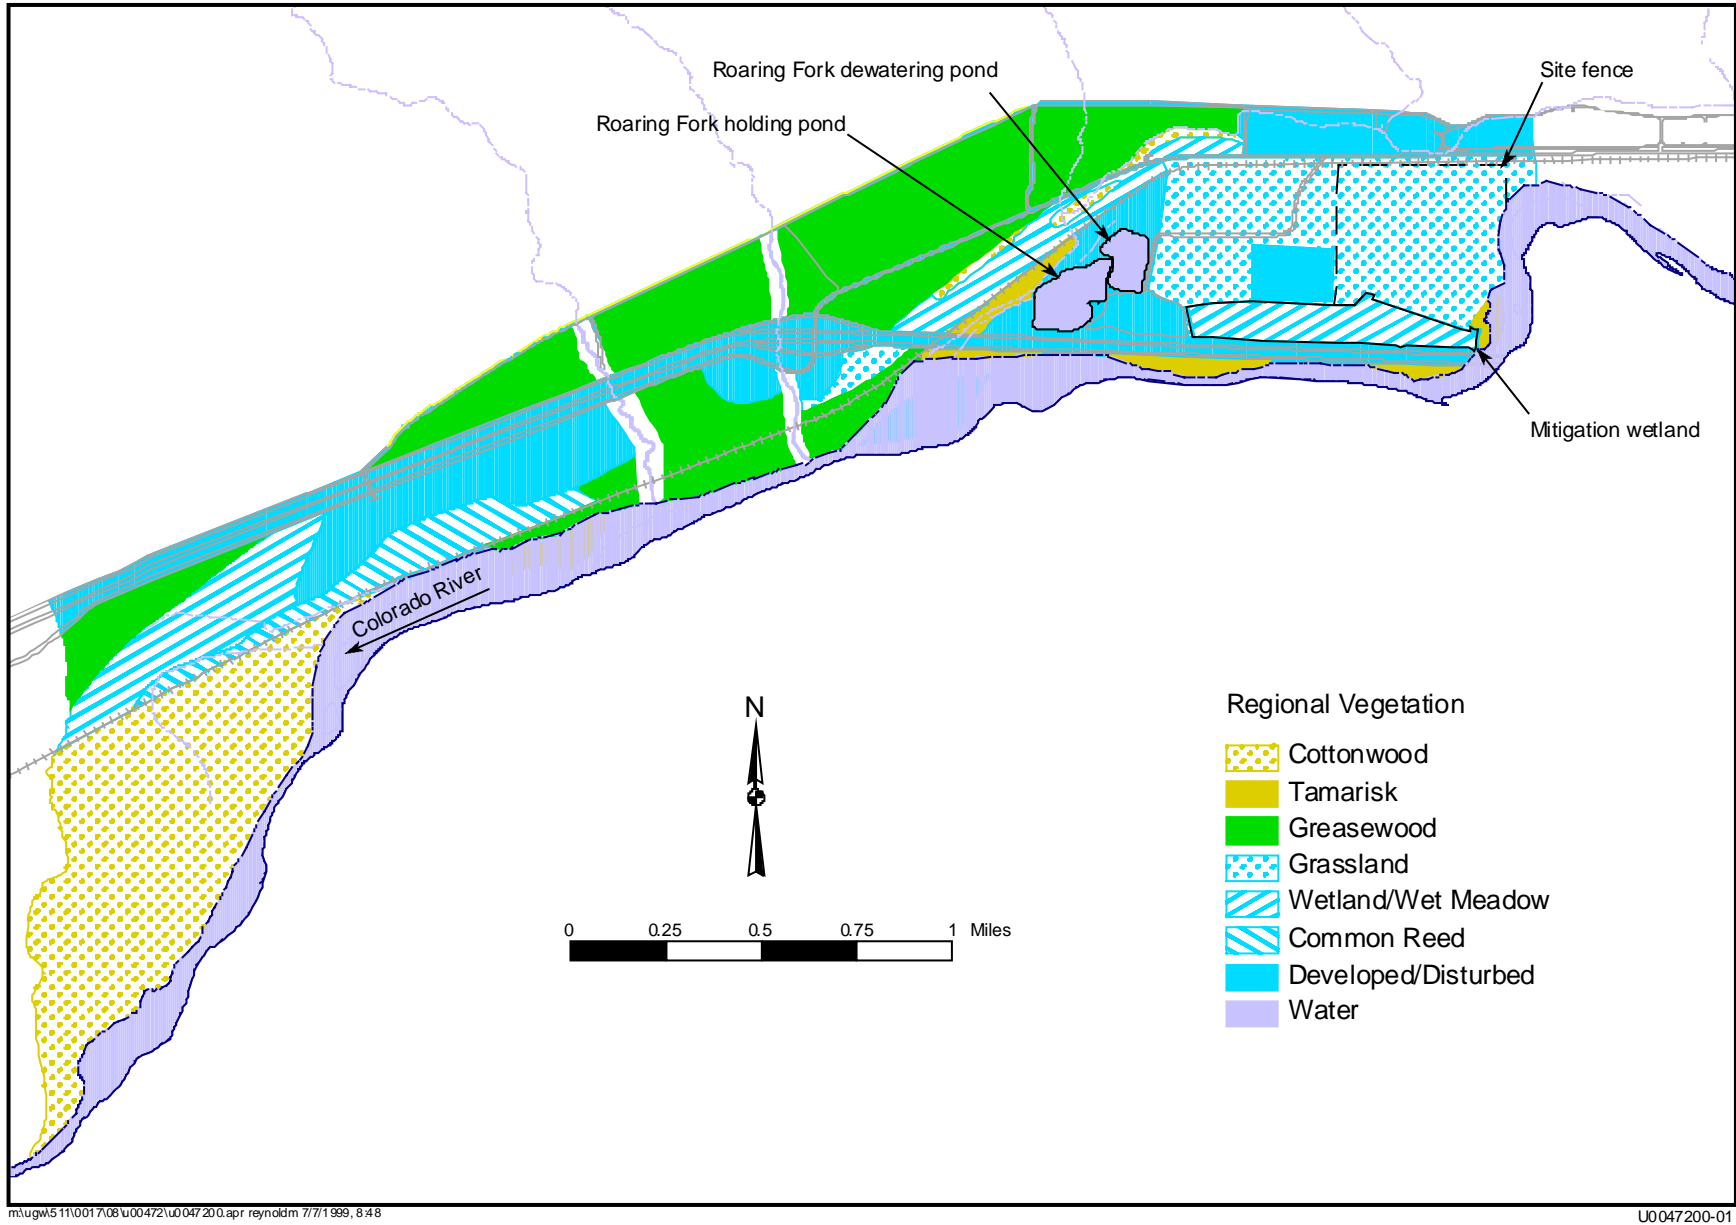 Roaring Fork dewatering pond
Site fence
Roaring Fork holding pond
Mitigation wetland
Colorado River
N
Regional Vegetation
Cottonwood
Tamarisk
Greasewood
Grassland
Wetland/Wet Meadow
Common Reed
Developed/Disturbed
Water
0 0.25 0.5 0.75 1 Miles
m:\ugw\511\0017\08\u00472\u0047200.apr reynoldm 7/7/1999, 8:48
U0047200-01